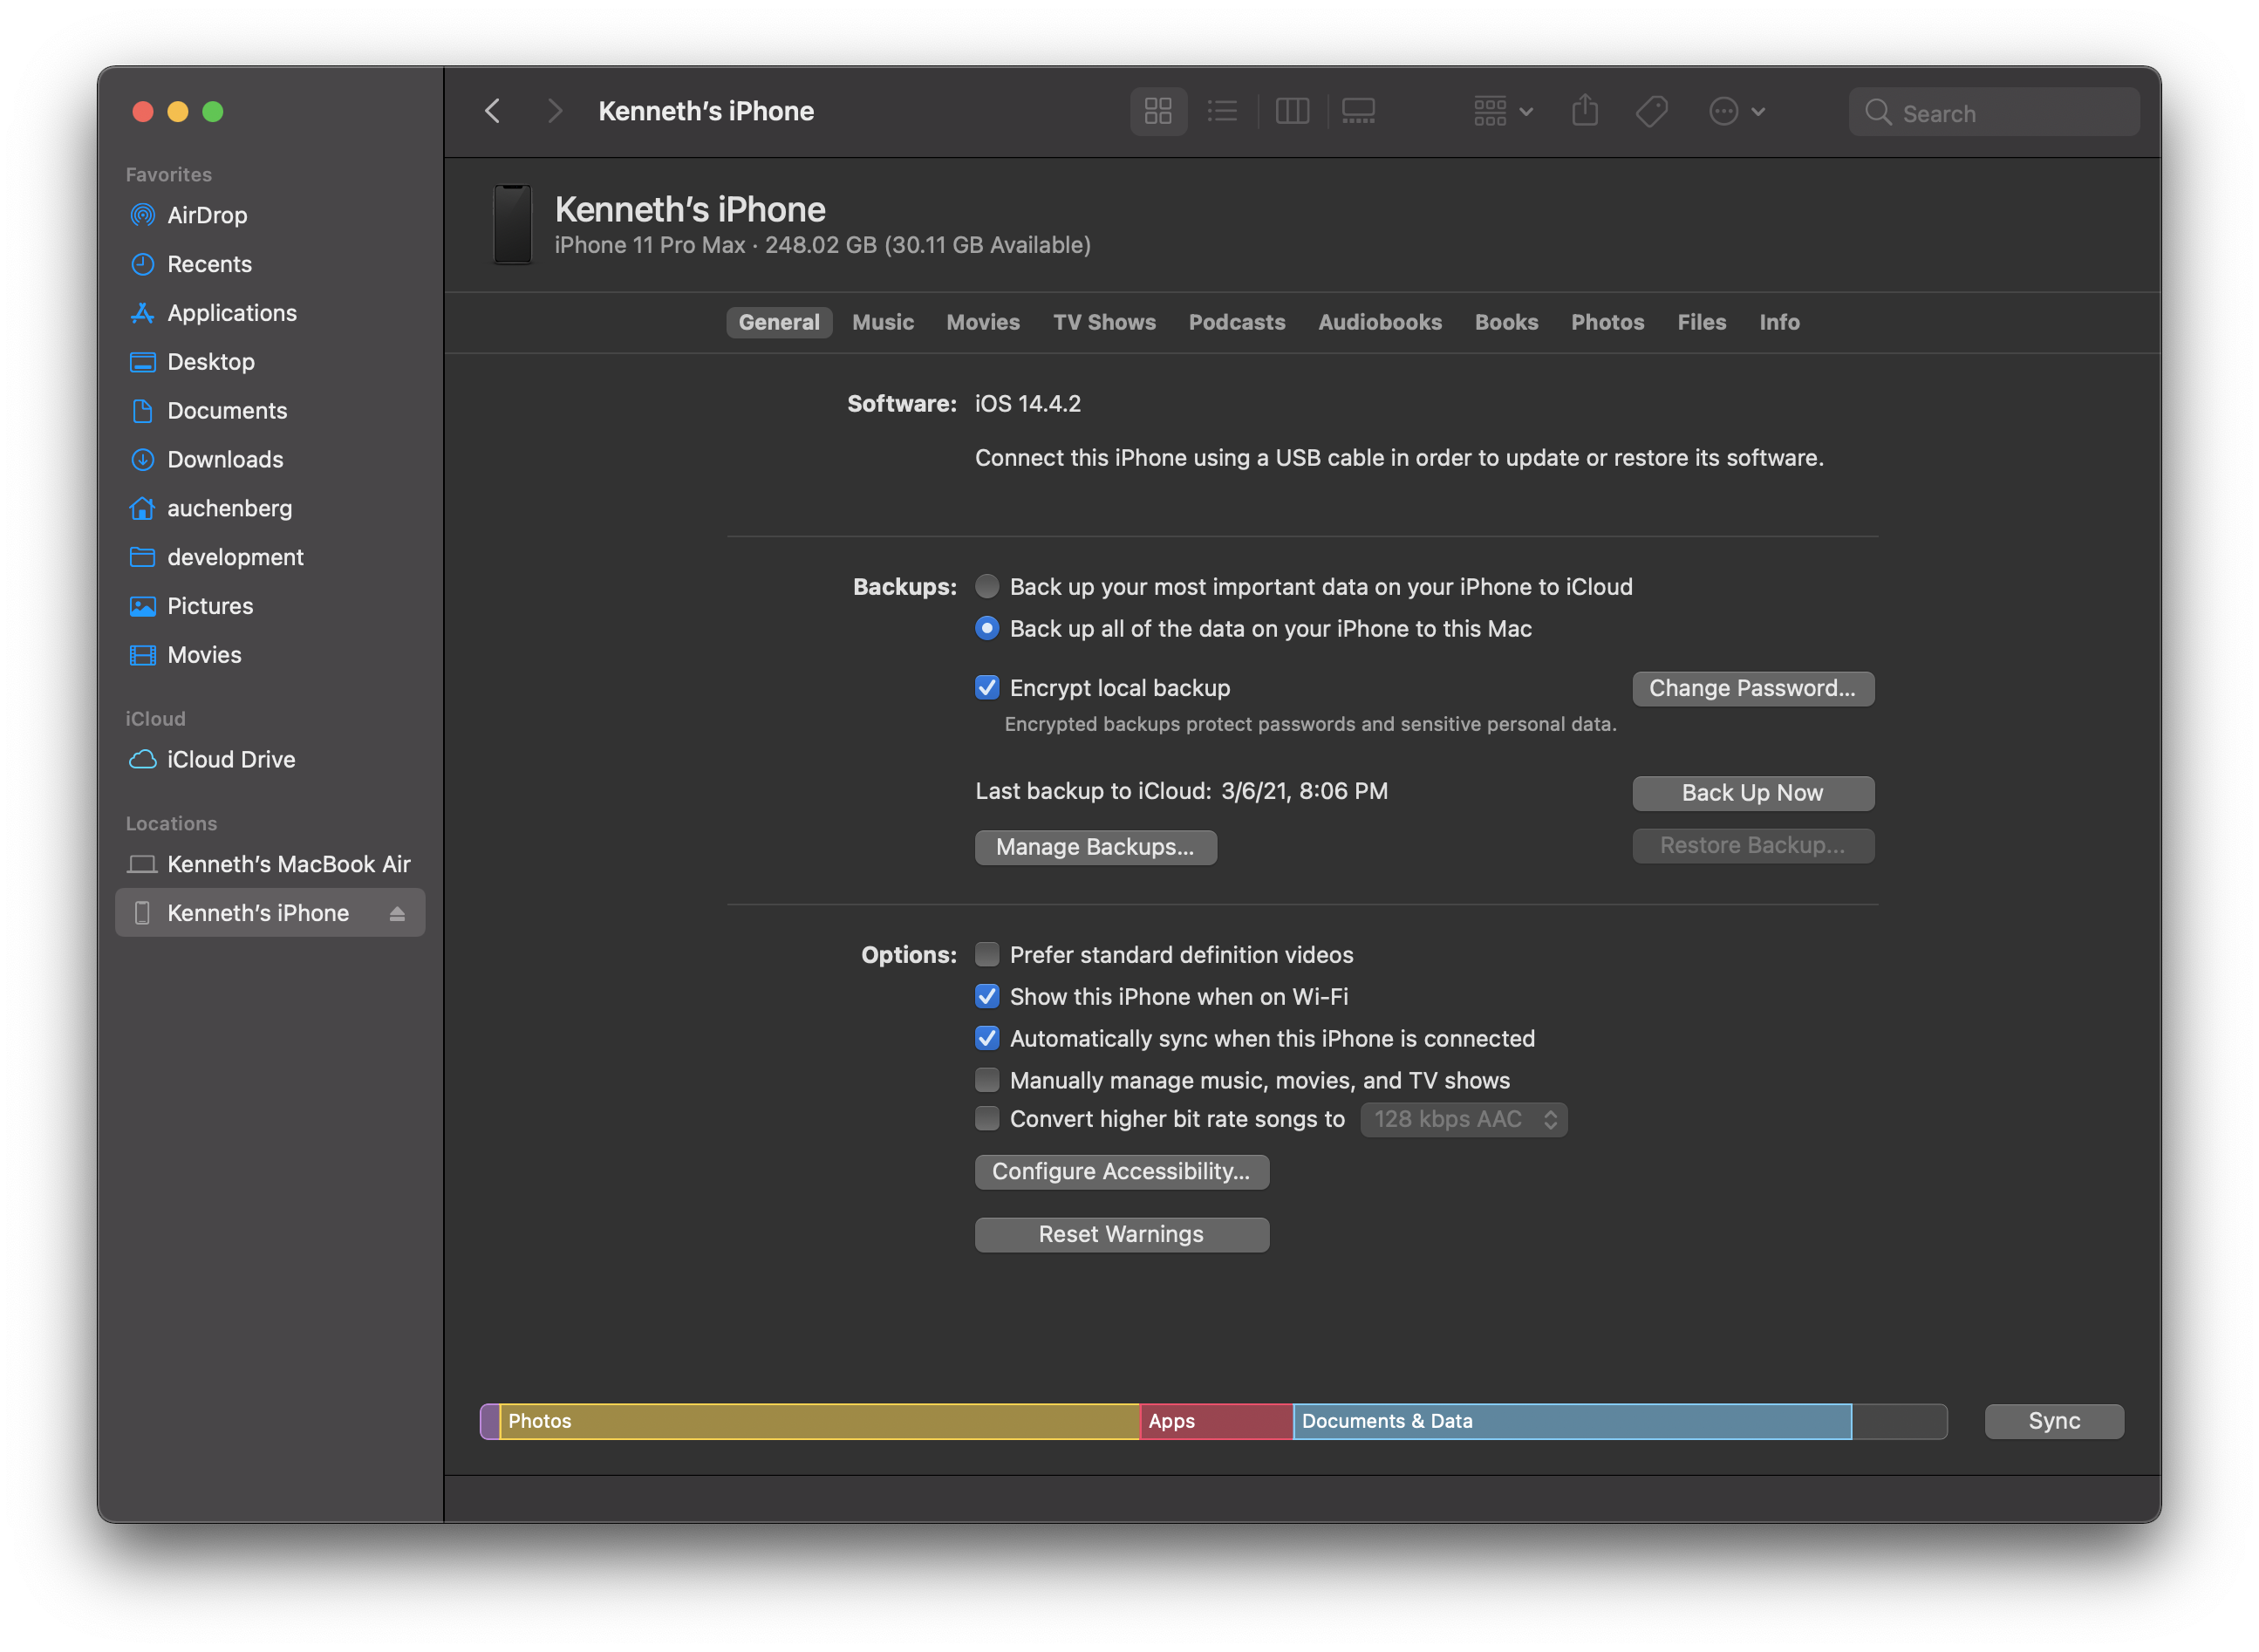 Kenneth’s iPhone
Search
Favorites
AirDrop
Recents
Applications
Desktop
Documents
Downloads
auchenberg
development
Pictures
Movies
iCloud
iCloud Drive
Locations
Kenneth’s MacBook Air
Kenneth’s iPhone
Kenneth’s iPhone
iPhone 11 Pro Max · 248.02 GB (30.11 GB Available)
General Music Movies TV Shows Podcasts Audiobooks Books Photos Files Info
Software: iOS 14.4.2
Connect this iPhone using a USB cable in order to update or restore its software.
Backups: Back up your most important data on your iPhone to iCloud
Back up all of the data on your iPhone to this Mac
Encrypt local backup Change Password...
Encrypted backups protect passwords and sensitive personal data.
Last backup to iCloud: 3/6/21, 8:06 PM Back Up Now
Manage Backups... Restore Backup...
Options: Prefer standard definition videos
Show this iPhone when on Wi-Fi
Automatically sync when this iPhone is connected
Manually manage music, movies, and TV shows
Convert higher bit rate songs to 128 kbps AAC
Configure Accessibility...
Reset Warnings
Photos Apps Documents & Data Sync